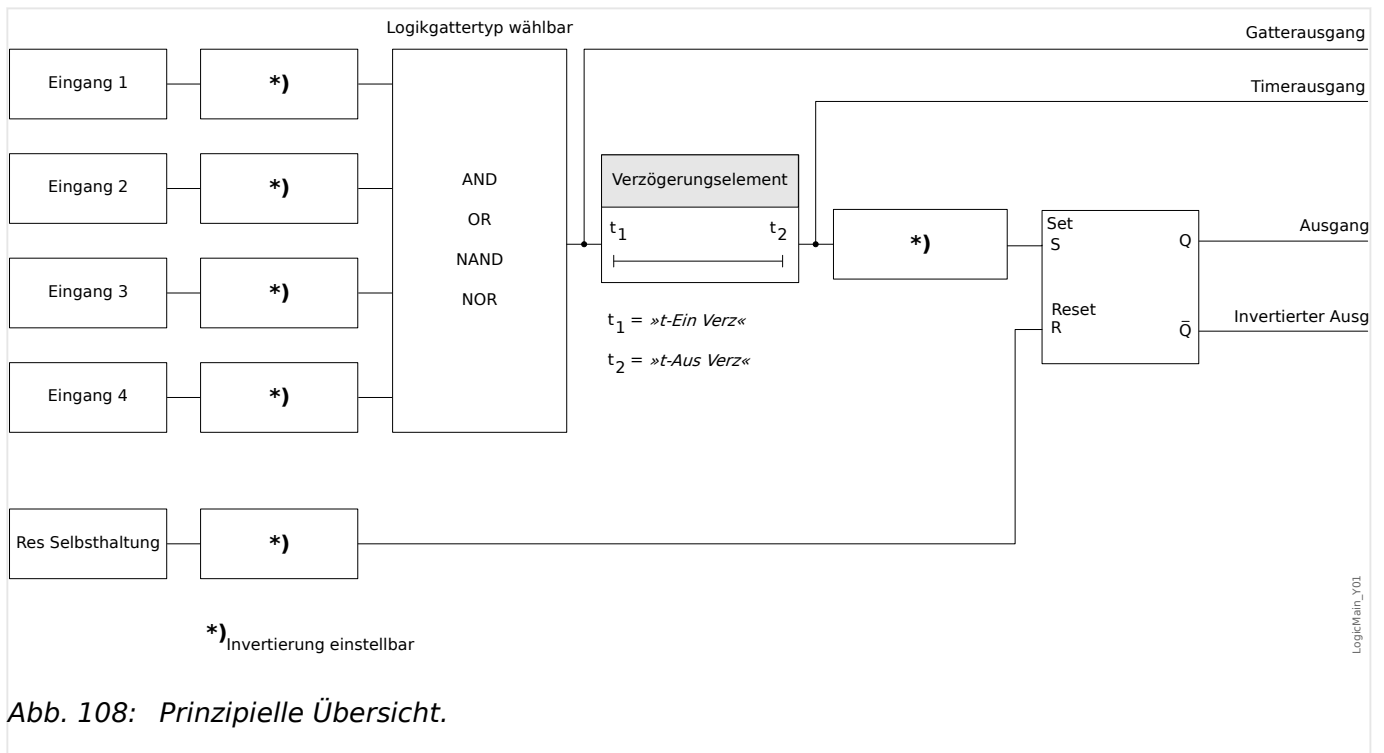 Logikgattertyp wählbar
Gatterausgang
Timerausgang
Eingang 1
*)
Eingang 2
*)
Eingang 3
*)
Eingang 4
*)
AND
OR
NAND
NOR
Verzögerungselement
t1
t2
t1 = »t-Ein Verz«
t2 = »t-Aus Verz«
*)
Set
S
Q
Reset
R
Q̅
Ausgang
Invertierter Ausg
Res Selbsthaltung
*)
*) Invertierung einstellbar
LogicMain_Y01
Abb. 108: Prinzipielle Übersicht.